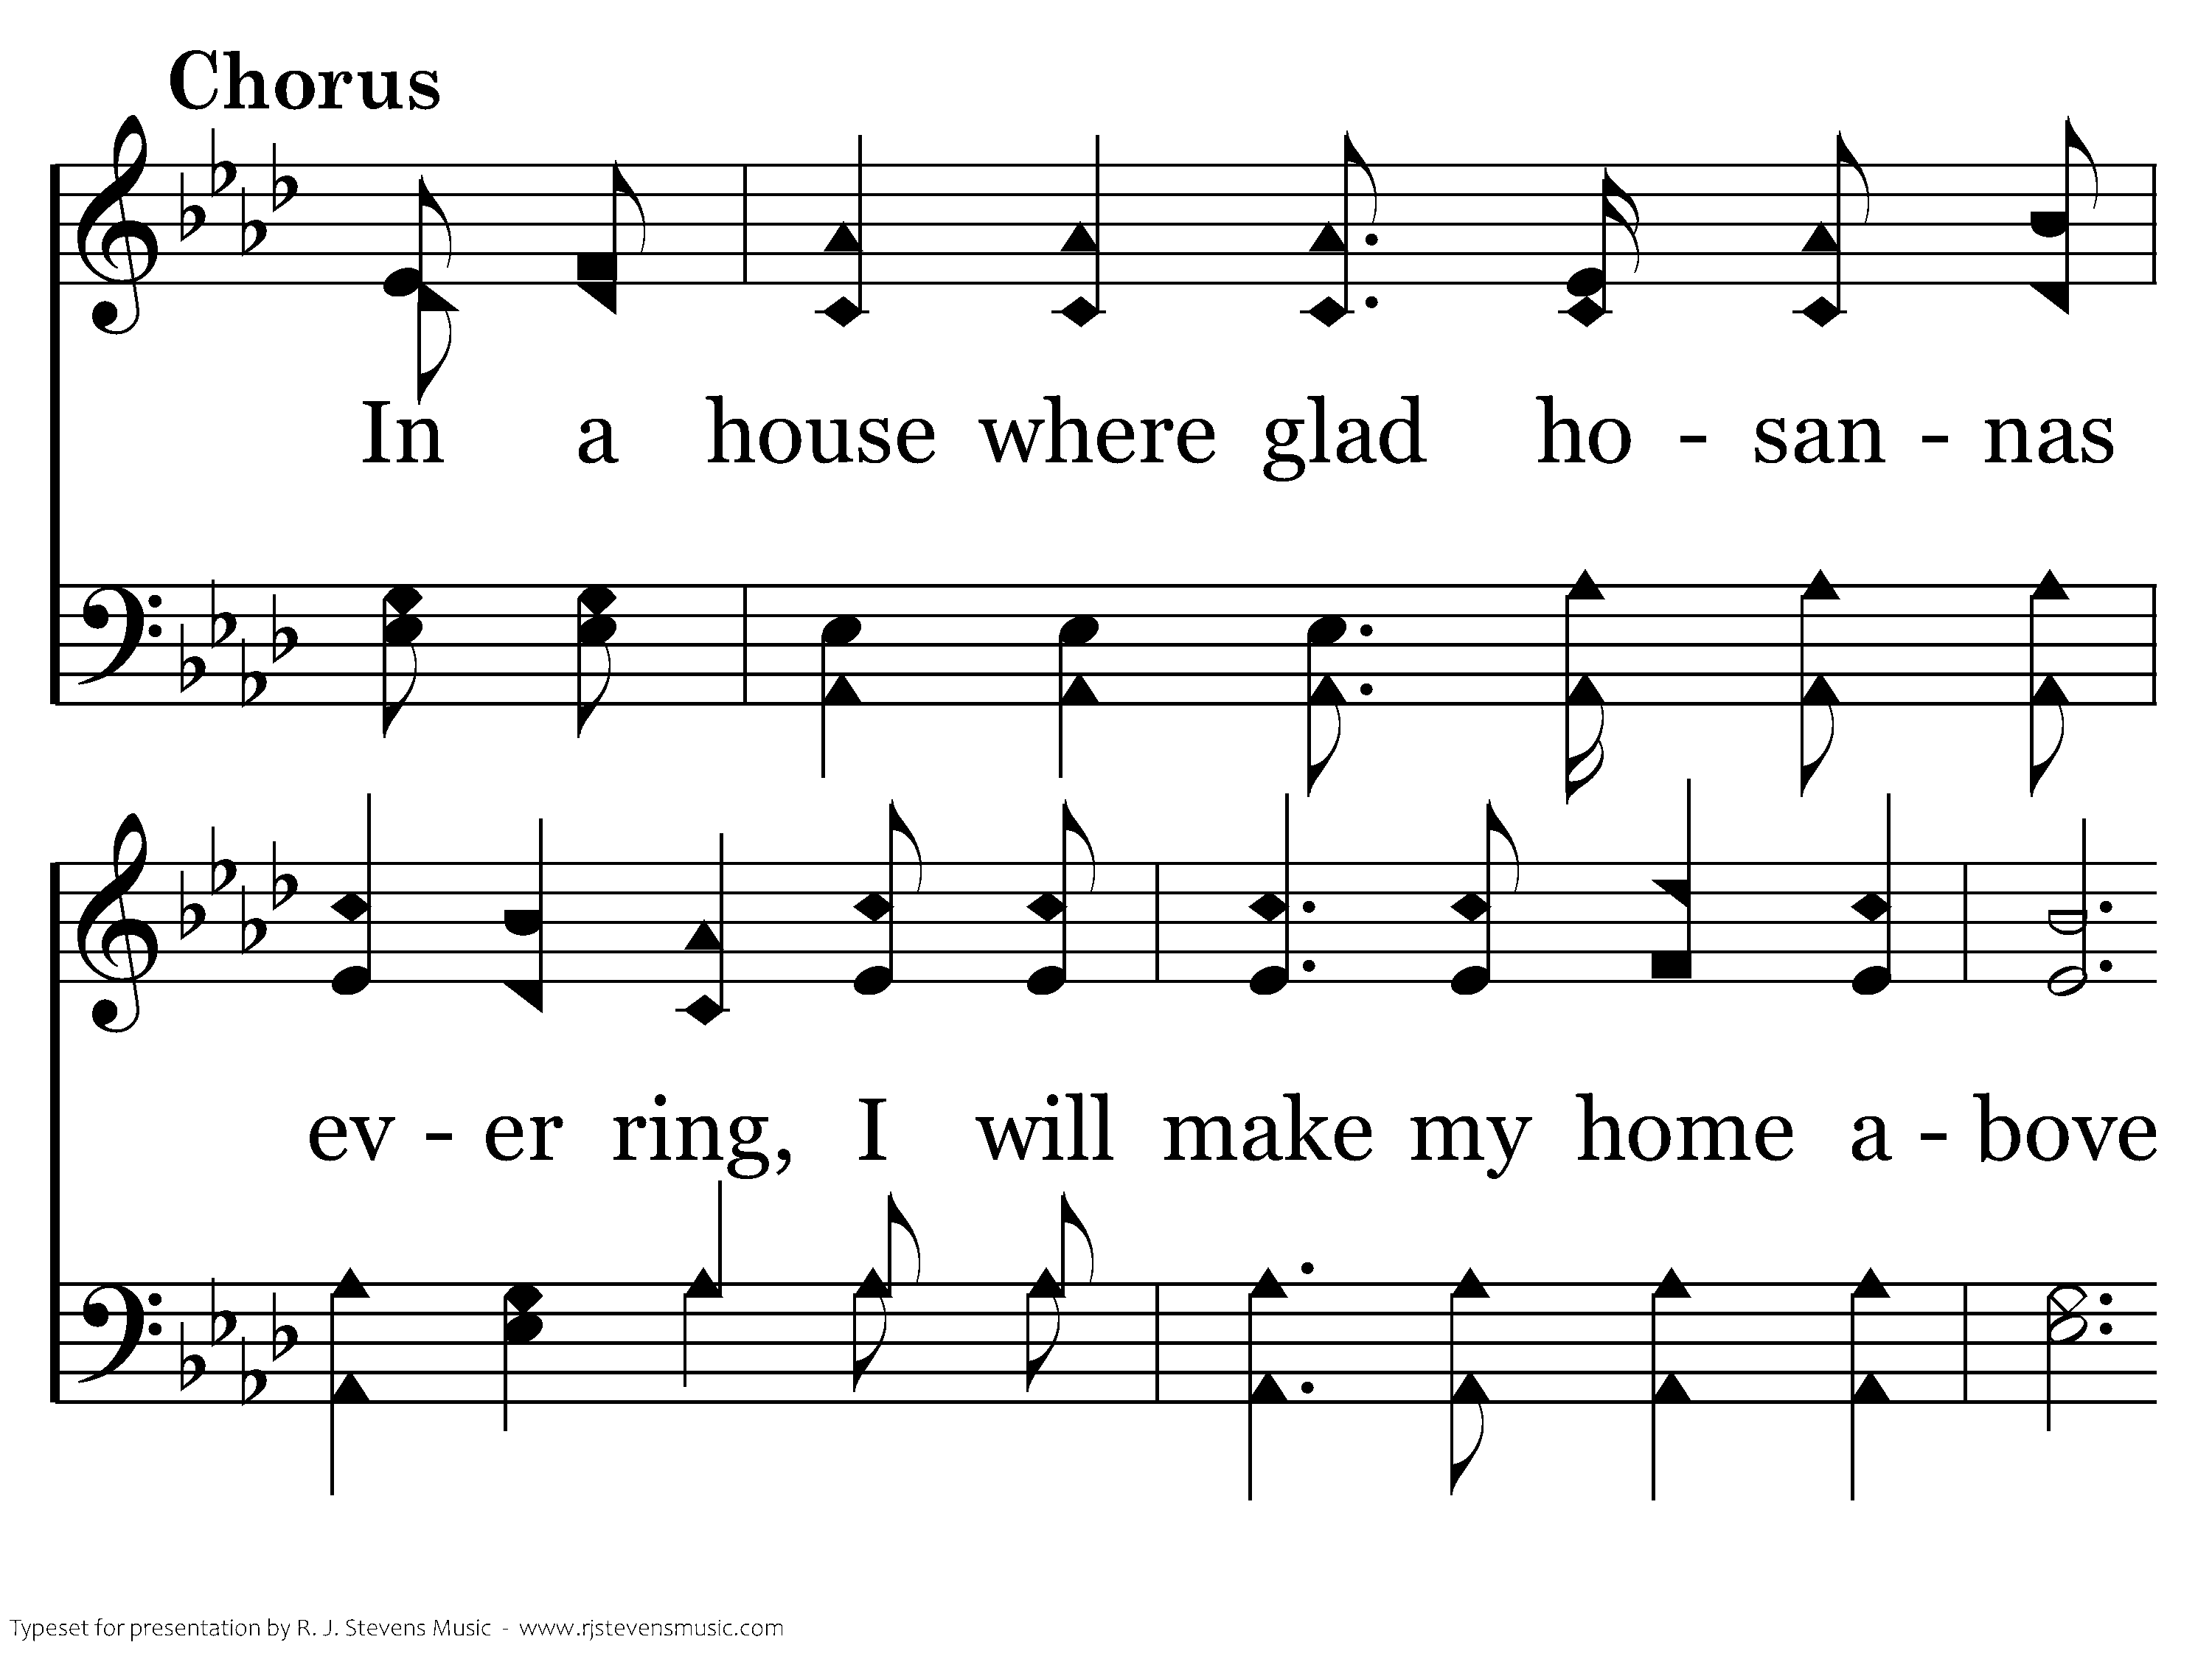 Chorus
In a house where glad ho - san - nas
ev - er ring, I will make my home a - bove
Typeset for presentation by R. J. Stevens Music - www.rjstevensmusic.com